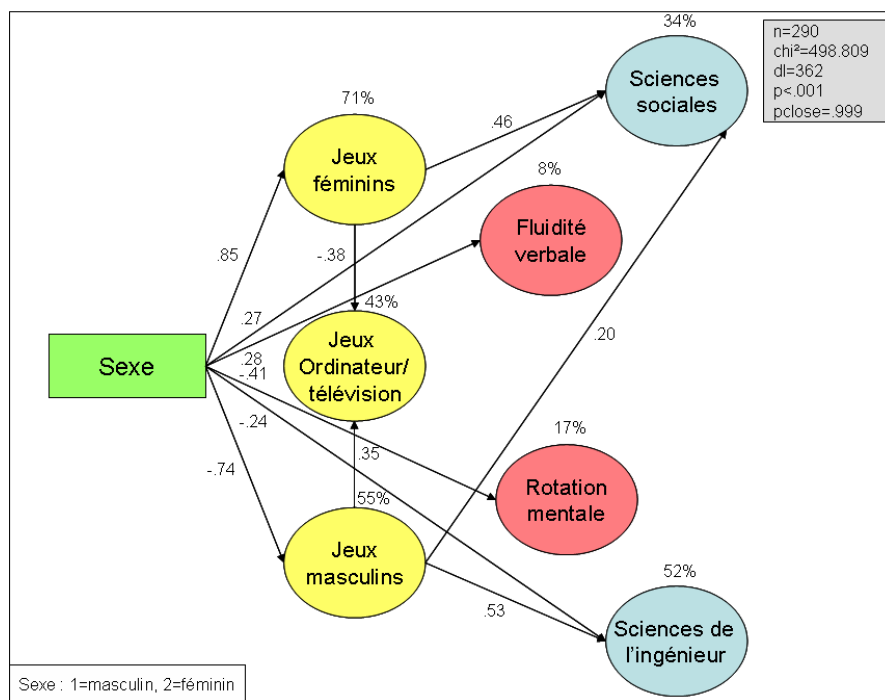 34%
n=290
chi²=498.809
dl=362
p<.001
pclose=.999
Sciences
sociales
71%
.46
Jeux
féminins
8%
Fluidité
verbale
.85
-.38
.27
43%
.20
Sexe
Jeux
Ordinateur/
télévision
.28
-.41
-.24
.35
17%
-.74
55%
Rotation
mentale
Jeux
masculins
52%
.53
Sciences de
l'ingénieur
Sexe : 1=masculin, 2=féminin